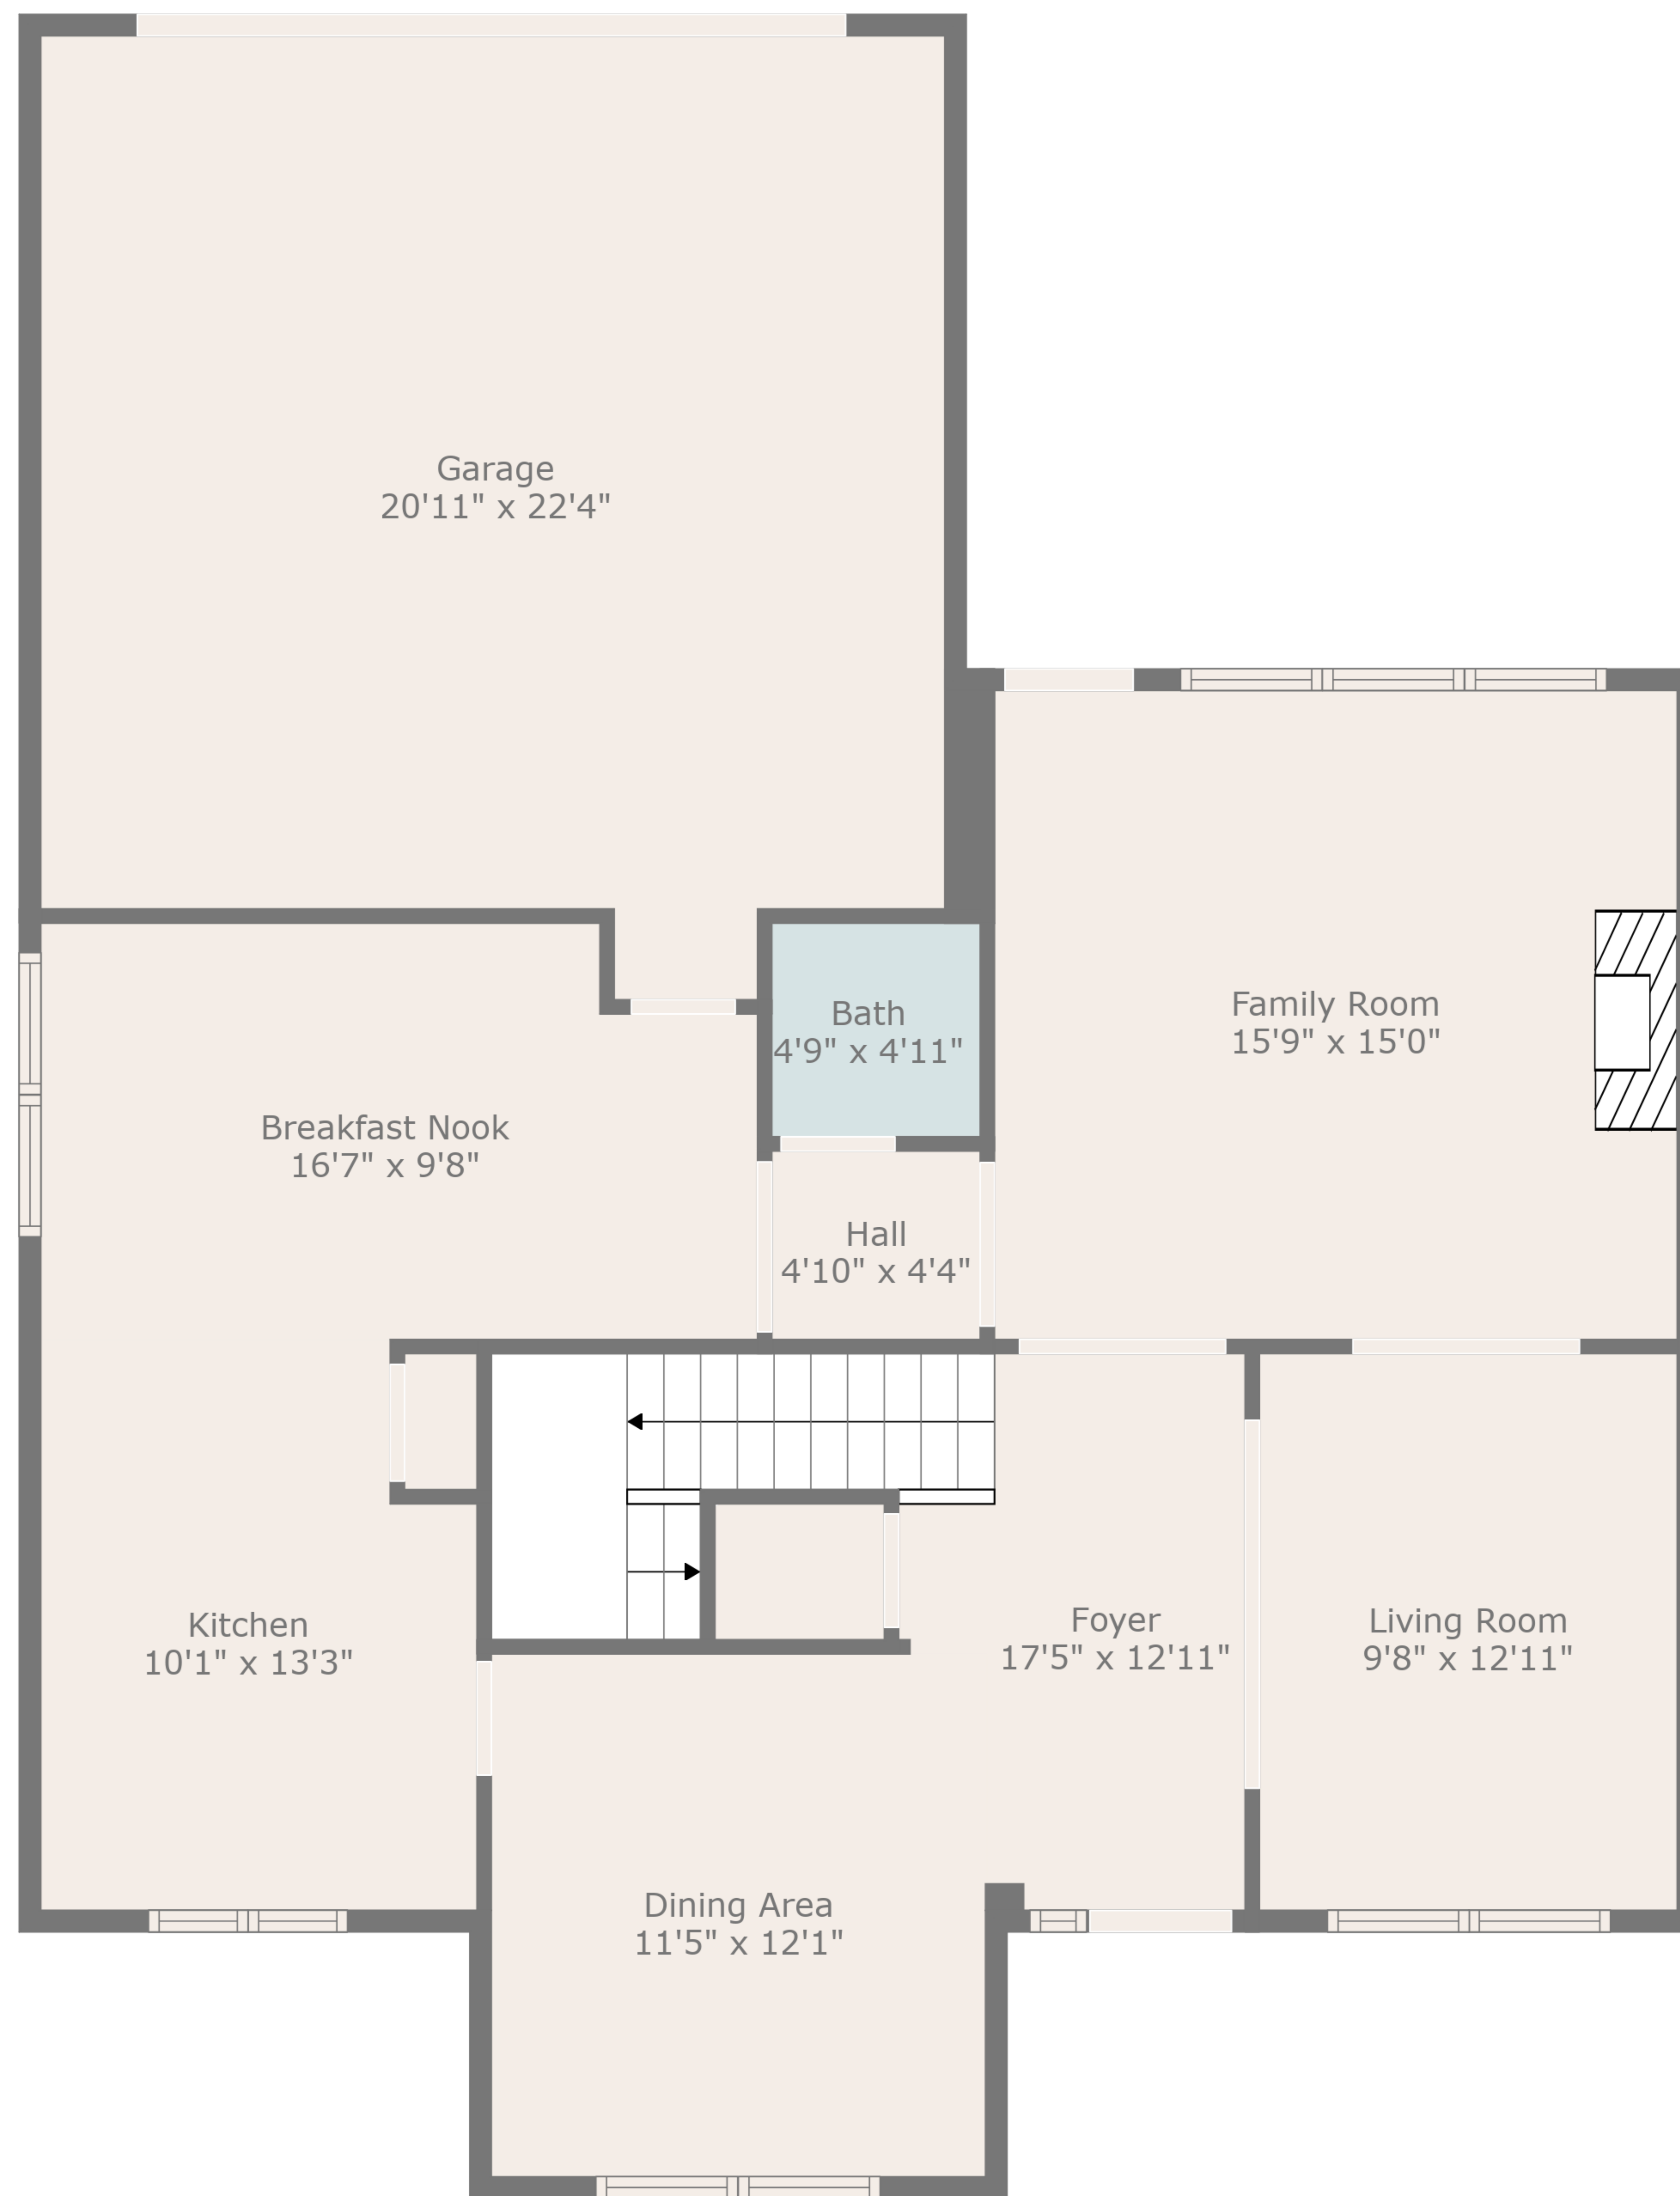 Garage
20'11" x 22'4"
Bath
4'9" x 4'11"
Family Room
15'9" x 15'0"
Breakfast Nook
16'7" x 9'8"
Hall
4'10" x 4'4"
Kitchen
10'1" x 13'3"
Foyer
17'5" x 12'11"
Living Room
9'8" x 12'11"
Dining Area
11'5" x 12'1"